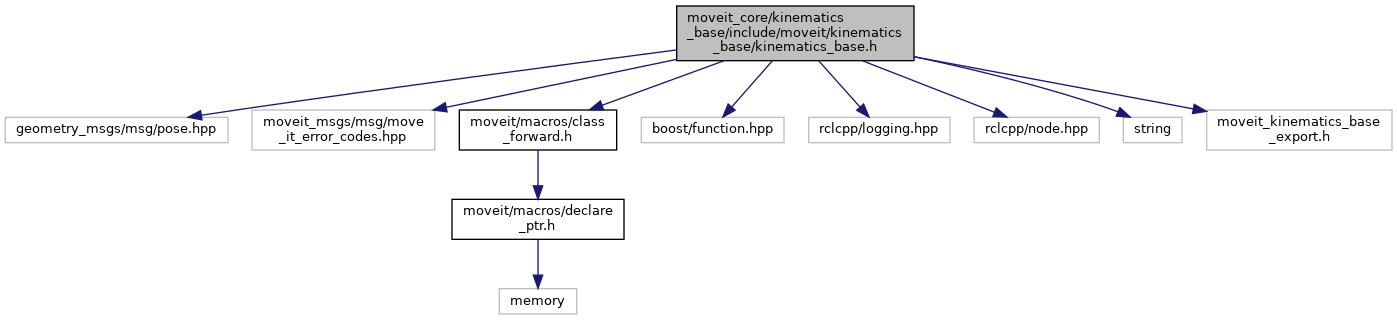 moveit_core/kinematics
_base/include/moveit/kinematics
_base/kinematics_base.h
geometry_msgs/msg/pose.hpp
moveit_msgs/msg/move
_it_error_codes.hpp
moveit/macros/class
_forward.h
boost/function.hpp
rclcpp/logging.hpp
rclcpp/node.hpp
string
moveit_kinematics_base
_export.h
moveit/macros/declare
_ptr.h
memory